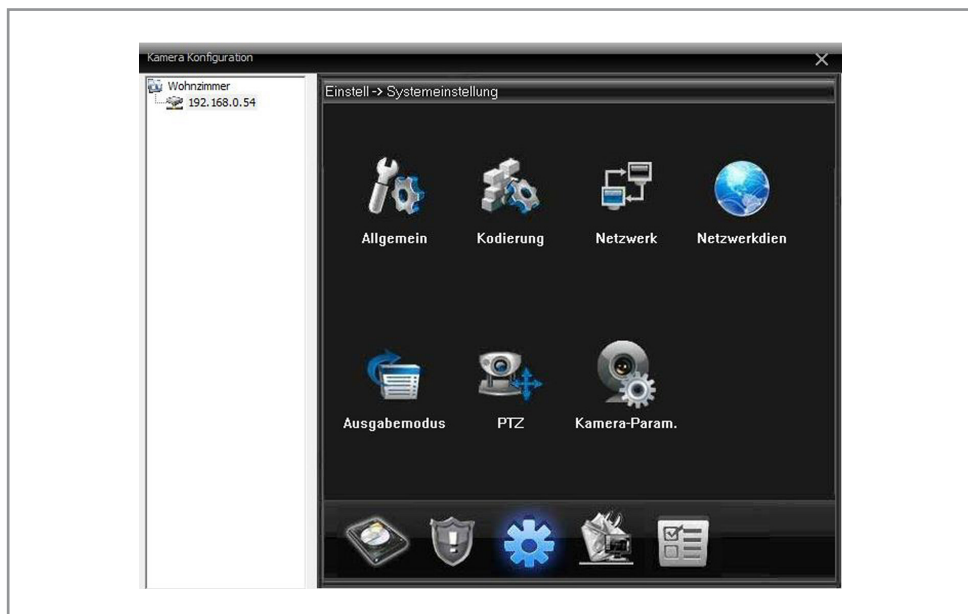 Kamera Konfiguration
Wohnzimmer
192.168.0.54
Einstell -> Systemeinstellung
Allgemein
Kodierung
Netzwerk
Netzwerkdien
Ausgabemodus
PTZ
Kamera-Param.